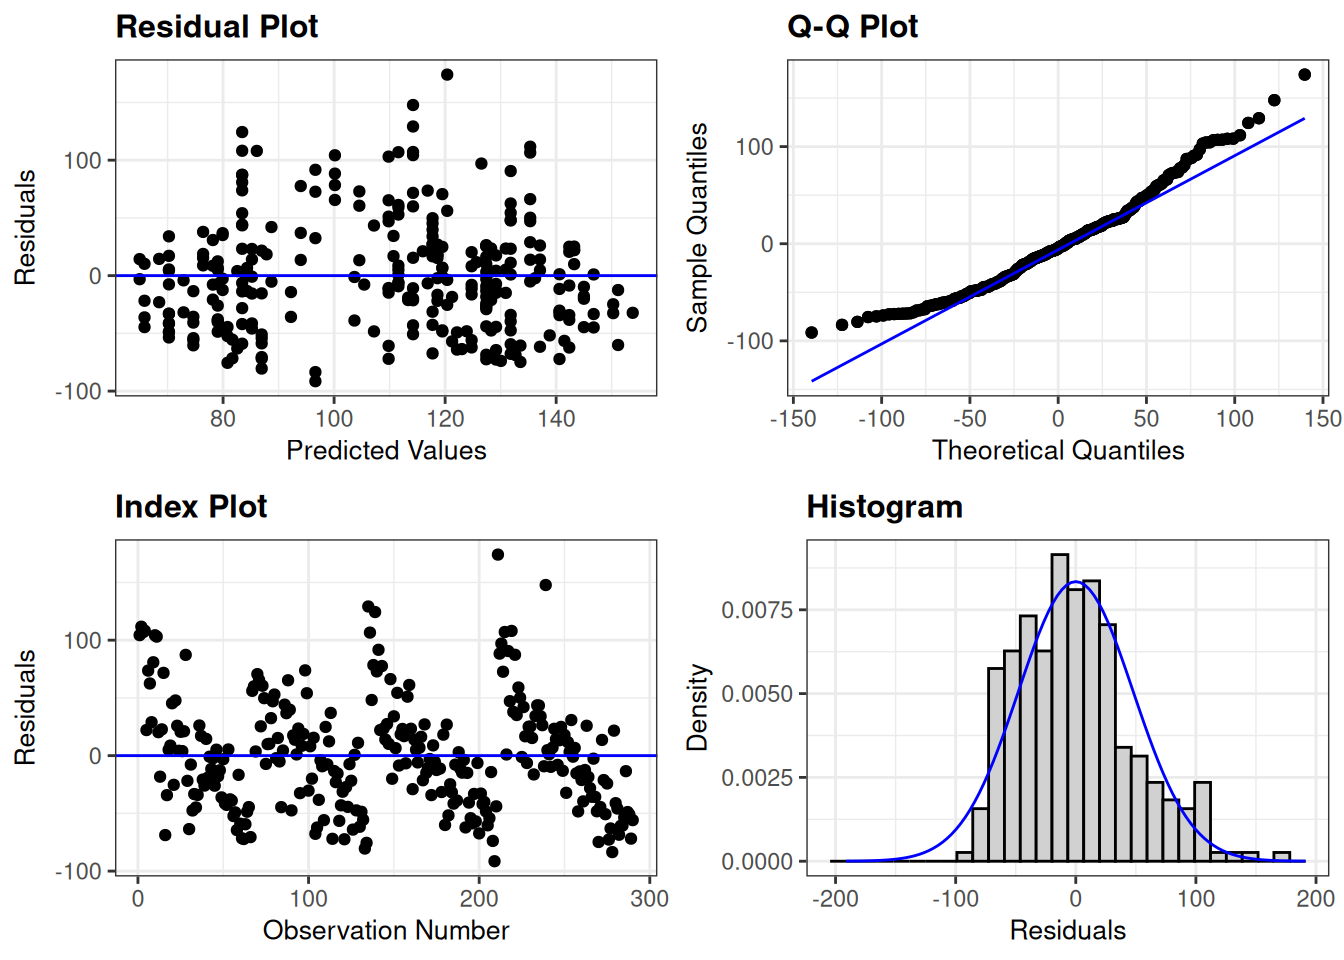 Residual Plot
Residuals
100
0
-100
80 100 120 140
Predicted Values
Q-Q Plot
Sample Quantiles
100
0
-100
-150 -100 -50 0 50 100 150
Theoretical Quantiles
Index Plot
Residuals
100
0
-100
0 100 200 300
Observation Number
Histogram
Density
0.0075
0.0050
0.0025
0.0000
-200 -100 0 100 200
Residuals